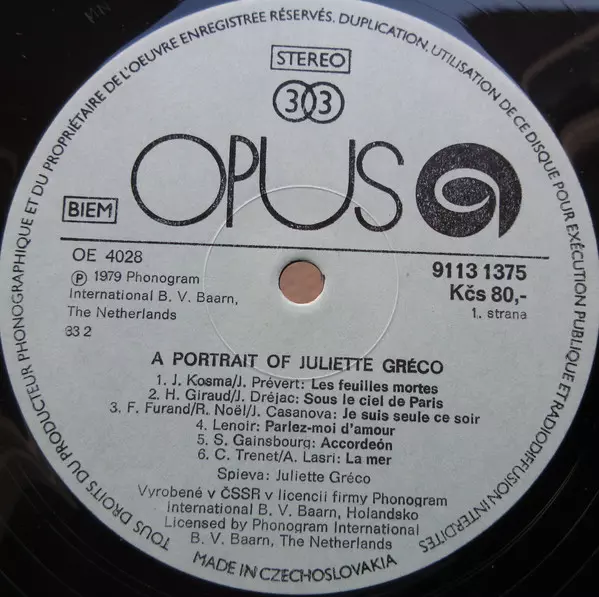 TOUS DROITS DU PRODUCTEUR PHONOGRAPHIQUE ET DU PROPRIÉTAIRE DE L'OEUVRE ENREGISTREE RÉSERVÉS. DUPLICATION, UTILISATION DE CE DISQUE POUR EXÉCUTION PUBLIQUE ET RADIODIFFUSION INTERDITES
STEREO
33
OPUS
BIEM
OE 4028
Ⓟ 1979 Phonogram
International B. V. Baarn,
The Netherlands
33 2
9113 1375
Kčs 80,-
1. strana
A PORTRAIT OF JULIETTE GRÉCO
1. J. Kosma/J. Prévert: Les feuilles mortes
2. H. Giraud/J. Dréjac: Sous le ciel de Paris
3. F. Furand/R. Noël/J. Casanova: Je suis seule ce soir
4. Lenoir: Parlez-moi d'amour
5. S. Gainsbourg: Accordeón
6. C. Trenet/A. Lasri: La mer
Spieva: Juliette Gréco
Vyrobené v ČSSR v licencii firmy Phonogram
International B. V. Baarn, Holandsko
Licensed by Phonogram International
B. V. Baarn, The Netherlands
MADE IN CZECHOSLOVAKIA